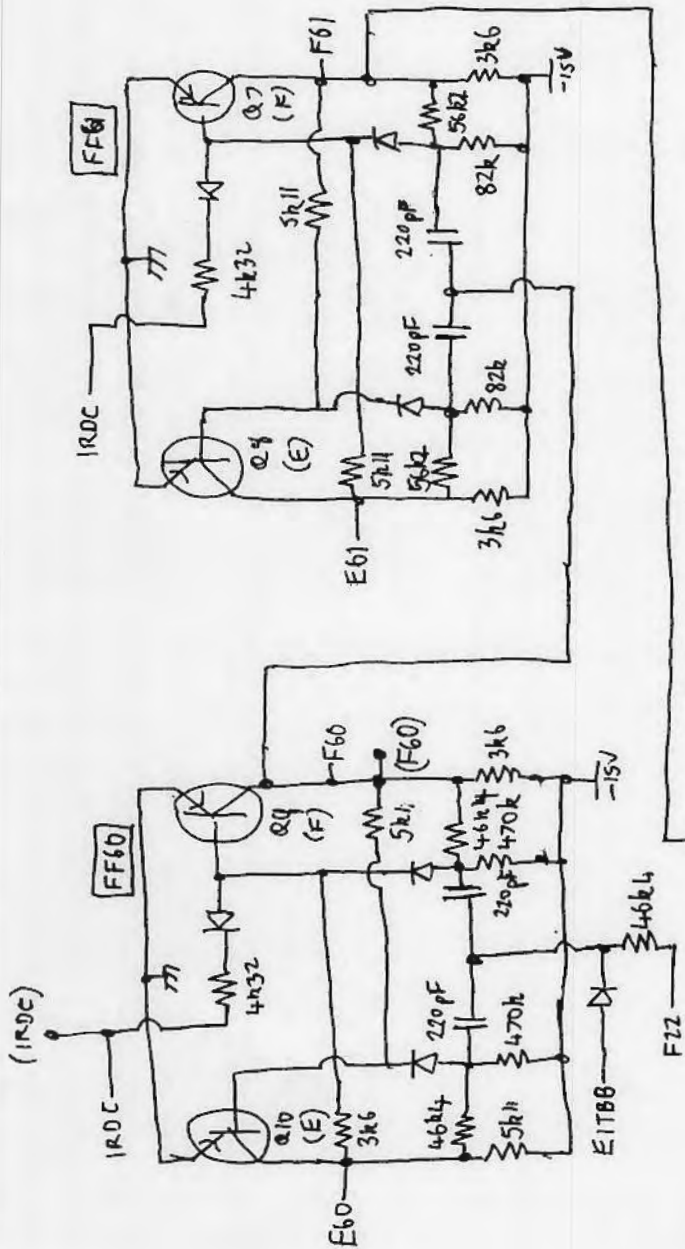 FF60
(1RDC)
1RDC
4k32
Q10
(E)
Q9
(F)
E60
3k6
5k1
F60
(F60)
46k4
220pF
220pF
46k4
5k11
470k
470k
3k6
-15V
E1TBB
46k4
F22
FF61
1RDC
4k32
Q8
(E)
Q7
(F)
5k11
F61
E61
5k11
56k2
220pF
220pF
56k2
3k6
82k
82k
3k6
-15V